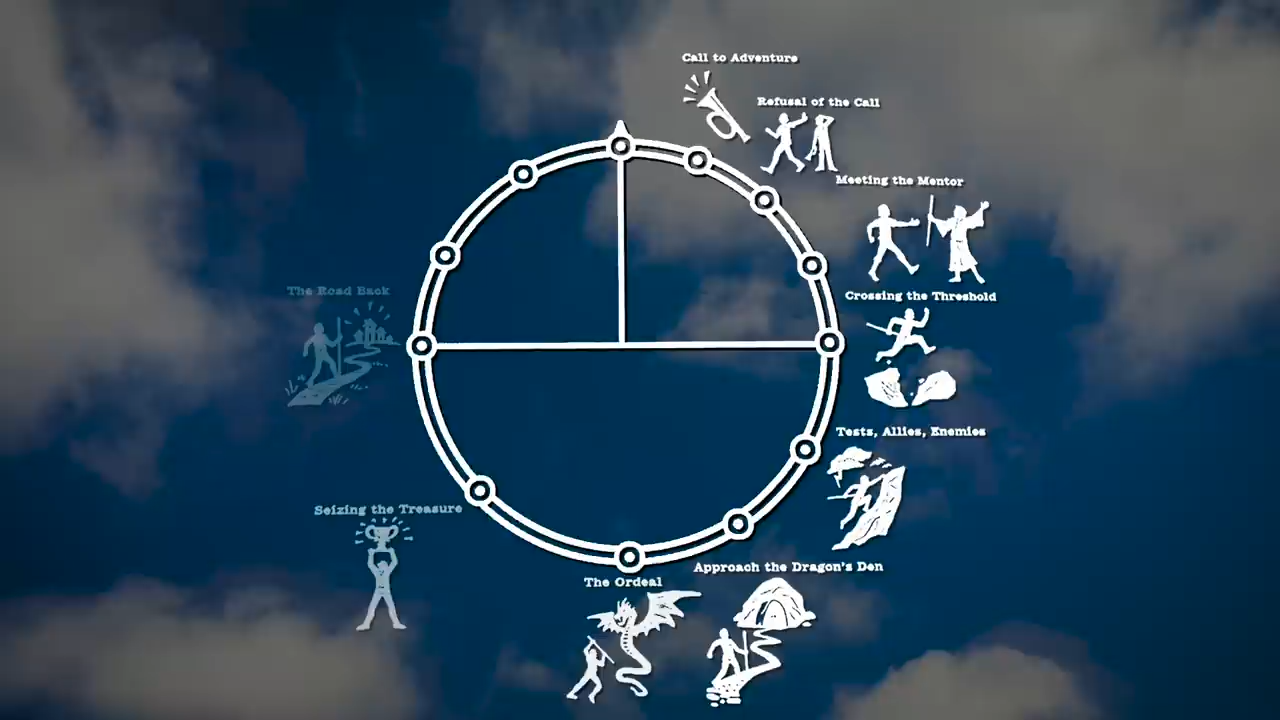 Call to Adventure
Refusal of the Call
Meeting the Mentor
Crossing the Threshold
Tests, Allies, Enemies
Approach the Dragon's Den
The Ordeal
Seizing the Treasure
The Road Back